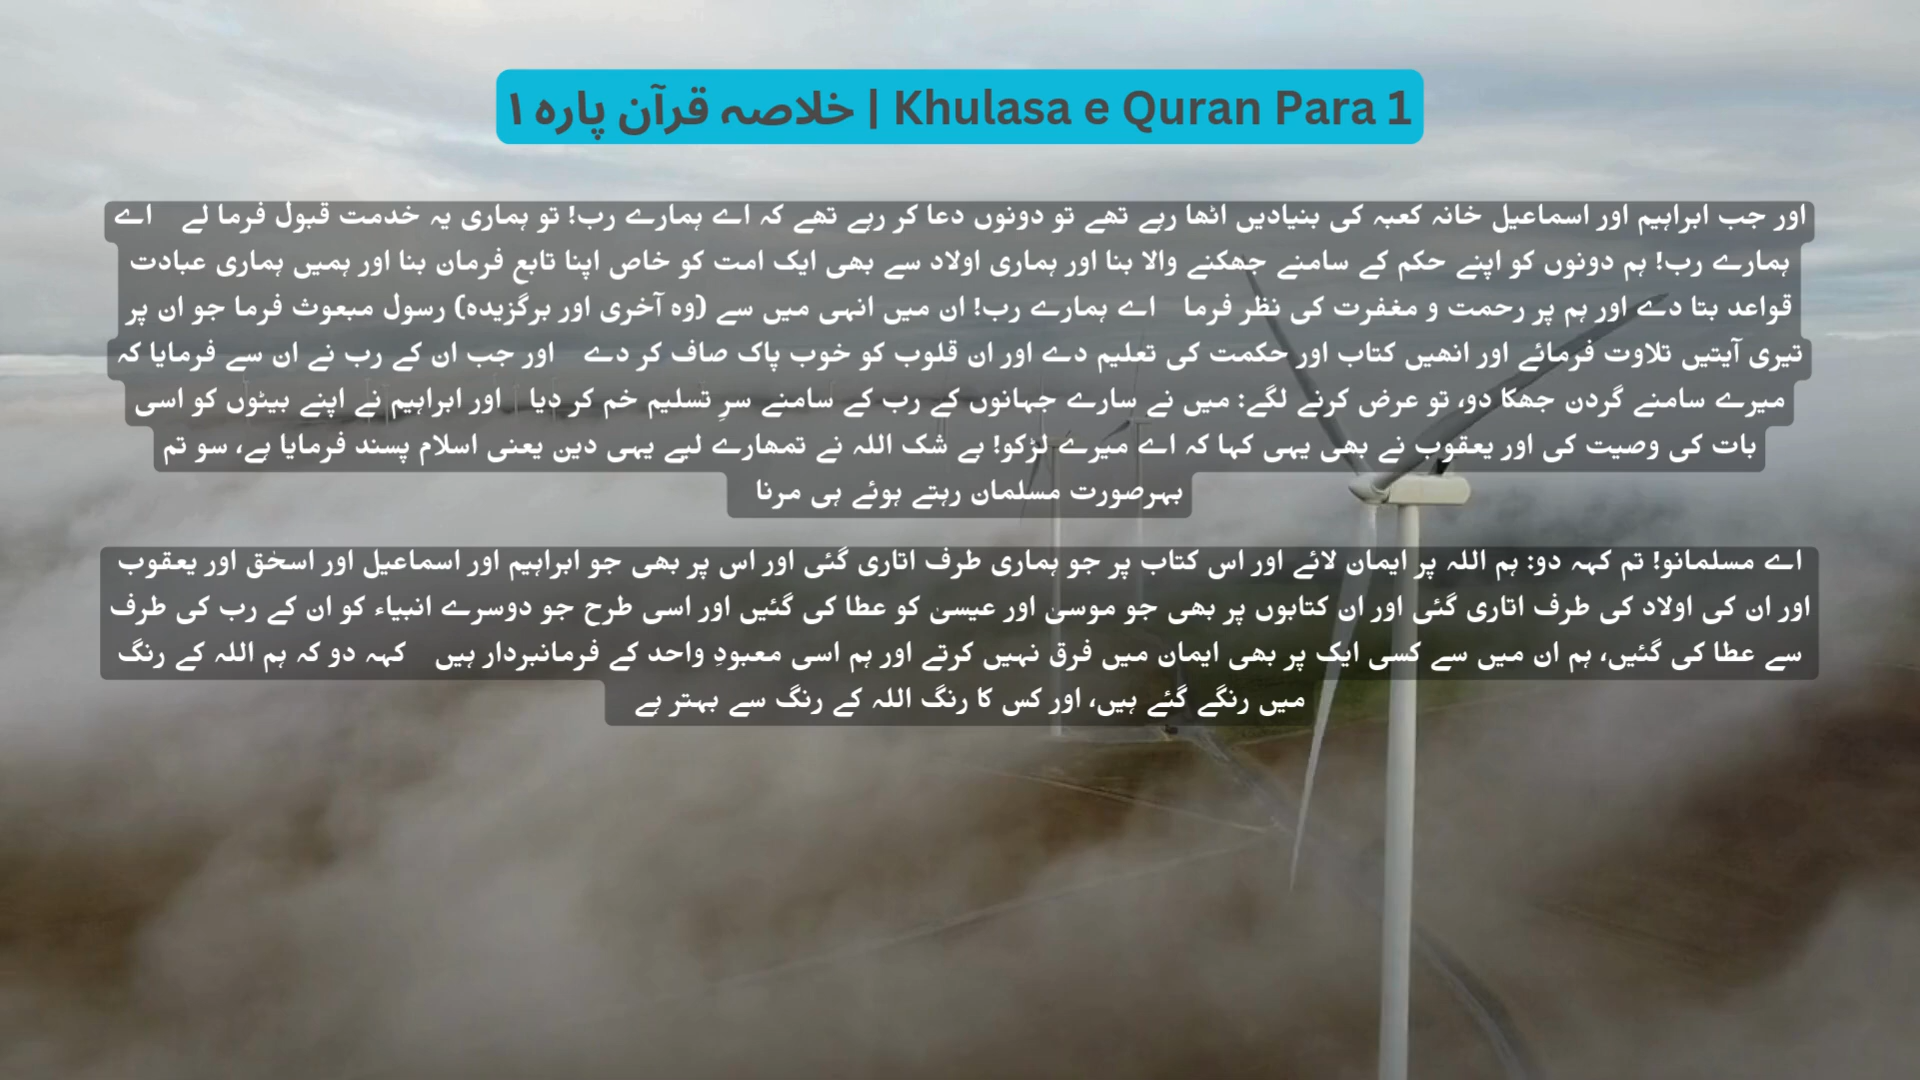 خلاصہ قرآن پارہ ۱ | Khulasa e Quran Para 1
اور جب ابراہیم اور اسماعیل خانہ کعبہ کی بنیادیں اٹھا رہے تھے تو دونوں دعا کر رہے تھے کہ اے ہمارے رب! تو ہماری یہ خدمت قبول فرما لے اے
ہمارے رب! ہم دونوں کو اپنے حکم کے سامنے جھکنے والا بنا اور ہماری اولاد سے بھی ایک امت کو خاص اپنا تابع فرمان بنا اور ہمیں ہماری عبادت
قواعد بتا دے اور ہم پر رحمت و مغفرت کی نظر فرما اے ہمارے رب! ان میں انہی میں سے (وہ آخری اور برگزیدہ) رسول مبعوث فرما جو ان پر
تیری آیتیں تلاوت فرمائے اور انھیں کتاب اور حکمت کی تعلیم دے اور ان قلوب کو خوب پاک صاف کر دے اور جب ان کے رب نے ان سے فرمایا کہ
میرے سامنے گردن جھکا دو، تو عرض کرنے لگے: میں نے سارے جہانوں کے رب کے سامنے سرِ تسلیم خم کر دیا اور ابراہیم نے اپنے بیٹوں کو اسی
بات کی وصیت کی اور یعقوب نے بھی یہی کہا کہ اے میرے لڑکو! بے شک اللہ نے تمھارے لیے یہی دین یعنی اسلام پسند فرمایا ہے، سو تم
بہرصورت مسلمان رہتے ہوئے ہی مرنا
اے مسلمانو! تم کہہ دو: ہم اللہ پر ایمان لائے اور اس کتاب پر جو ہماری طرف اتاری گئی اور اس پر بھی جو ابراہیم اور اسماعیل اور اسحٰق اور یعقوب
اور ان کی اولاد کی طرف اتاری گئی اور ان کتابوں پر بھی جو موسیٰ اور عیسیٰ کو عطا کی گئیں اور اسی طرح جو دوسرے انبیاء کو ان کے رب کی طرف
سے عطا کی گئیں، ہم ان میں سے کسی ایک پر بھی ایمان میں فرق نہیں کرتے اور ہم اسی معبودِ واحد کے فرمانبردار ہیں کہہ دو کہ ہم اللہ کے رنگ
میں رنگے گئے ہیں، اور کس کا رنگ اللہ کے رنگ سے بہتر ہے